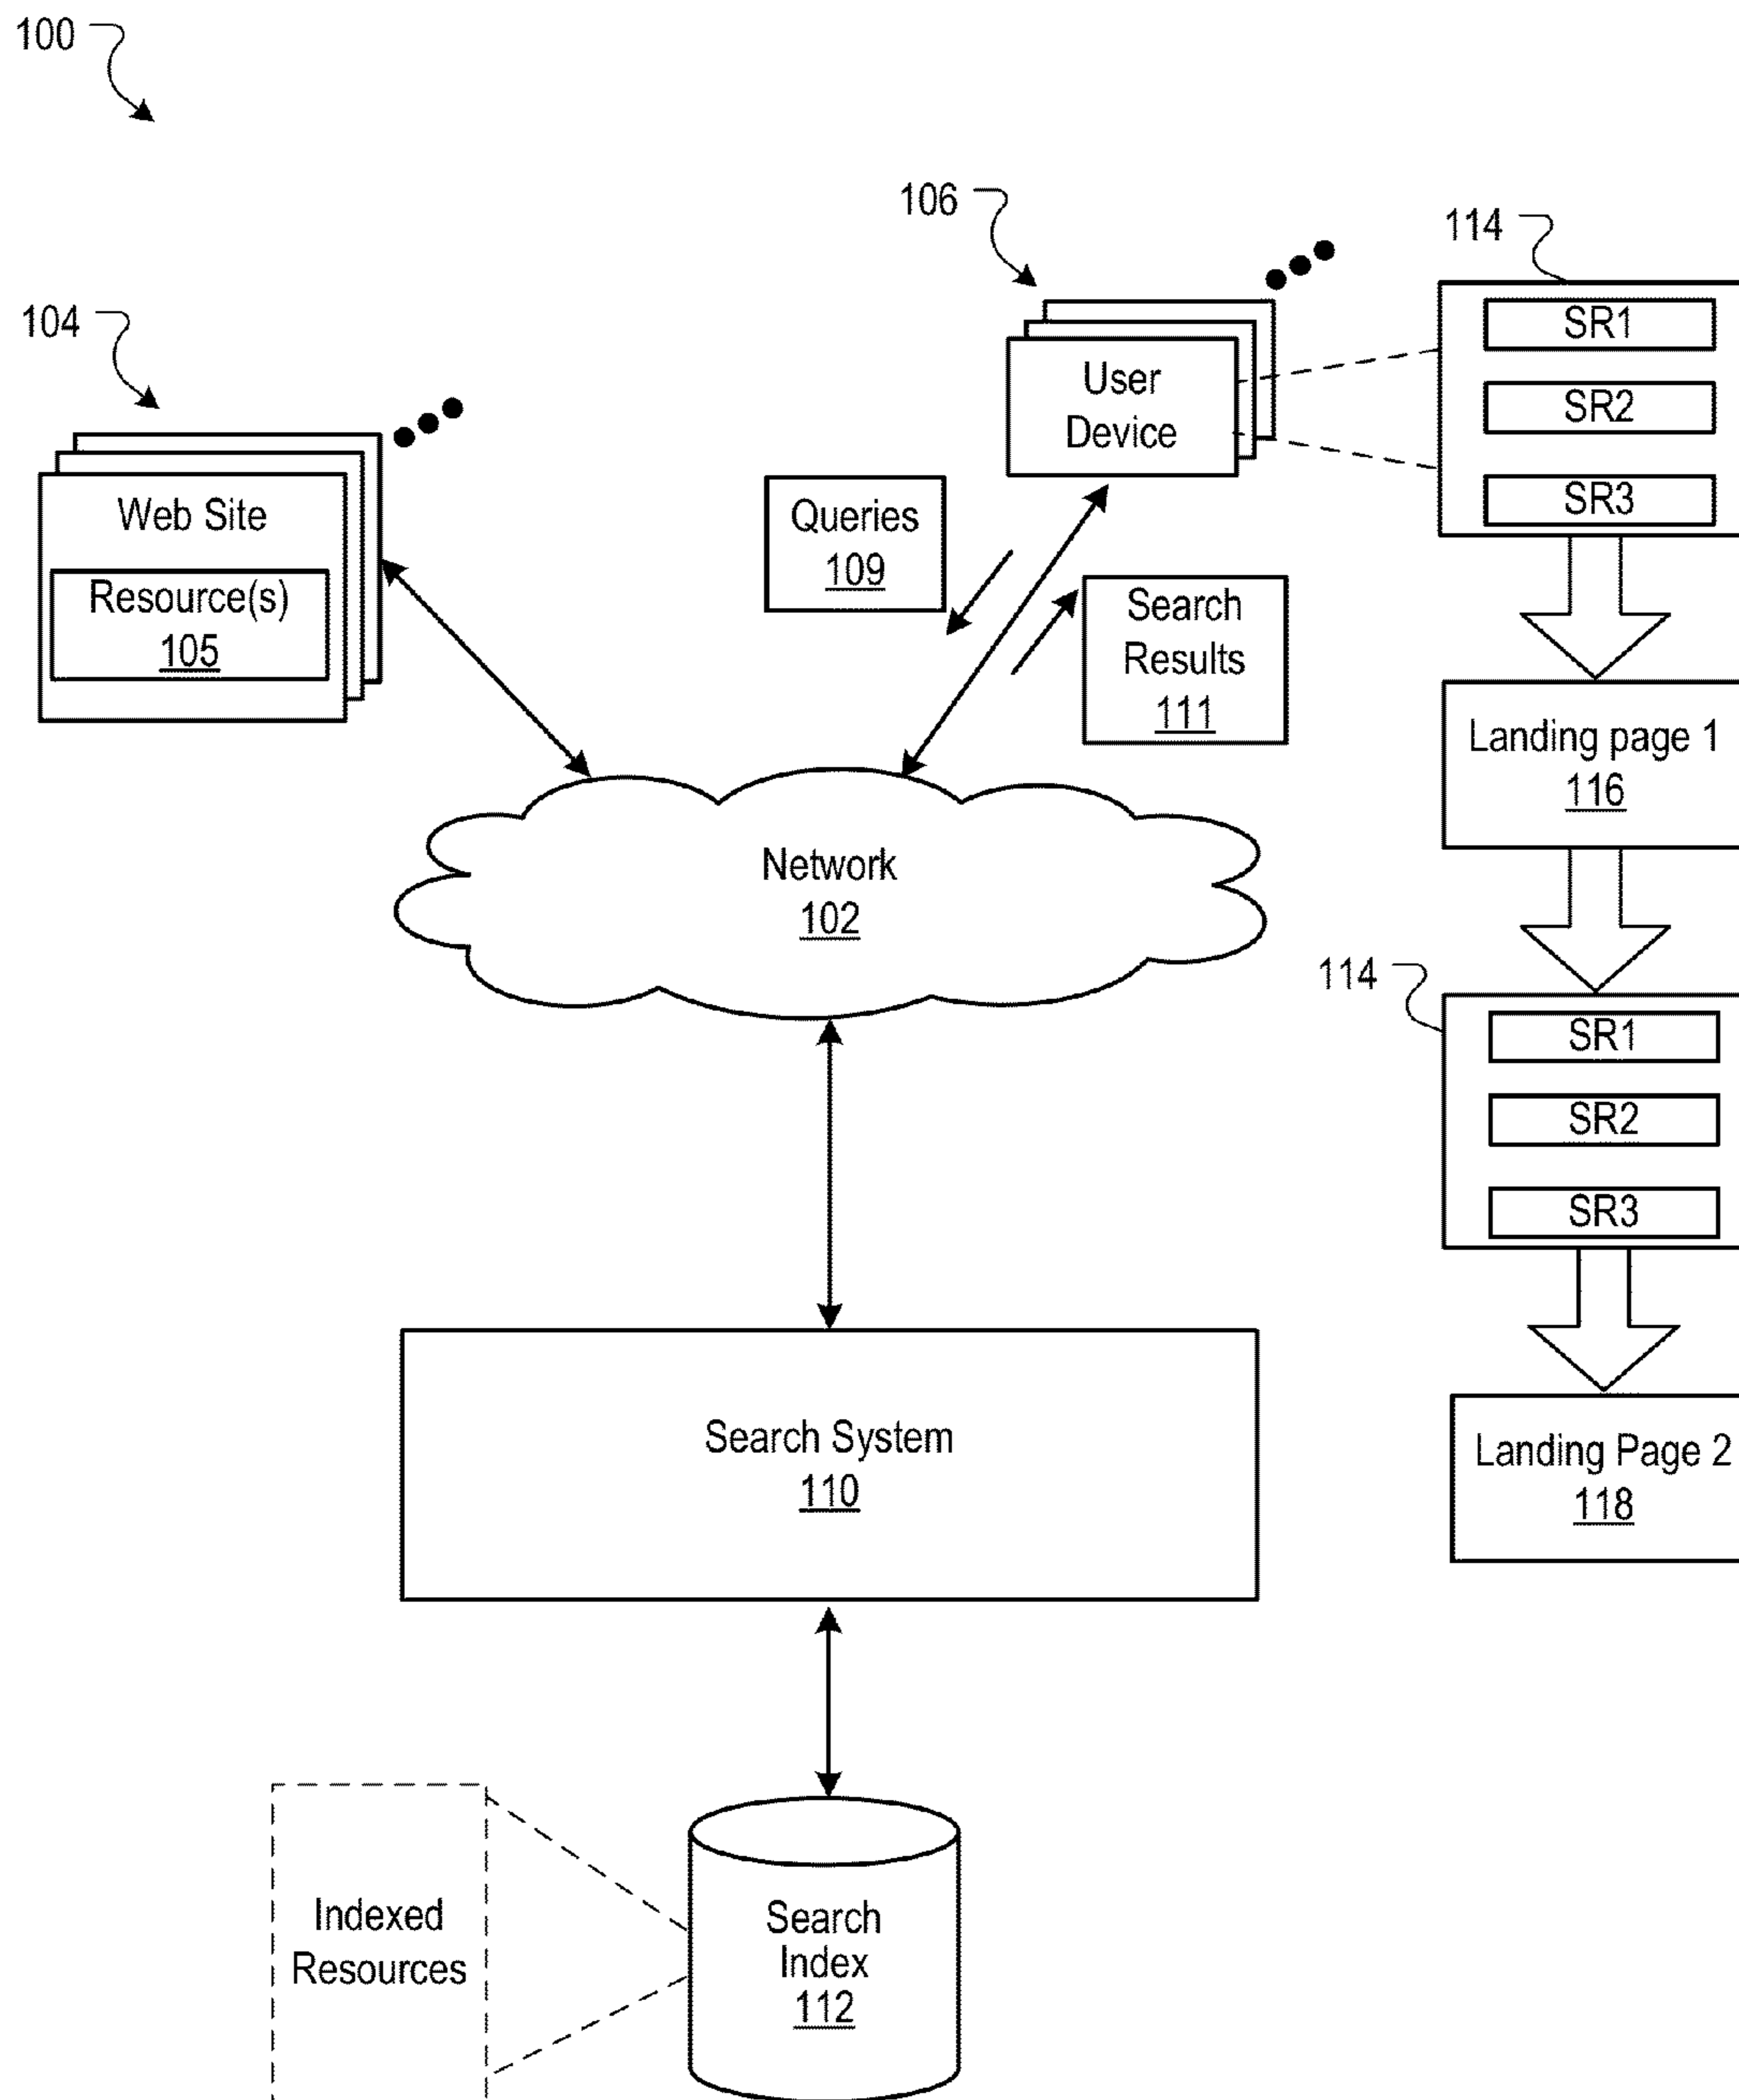 100
106
114
SR1
104
User
Device
SR2
SR3
Web Site
Queries
109
Resource(s)
105
Search
Results
111
Landing page 1
116
Network
102
114
SR1
SR2
SR3
Search System
110
Landing Page 2
118
Indexed
Resources
Search
Index
112